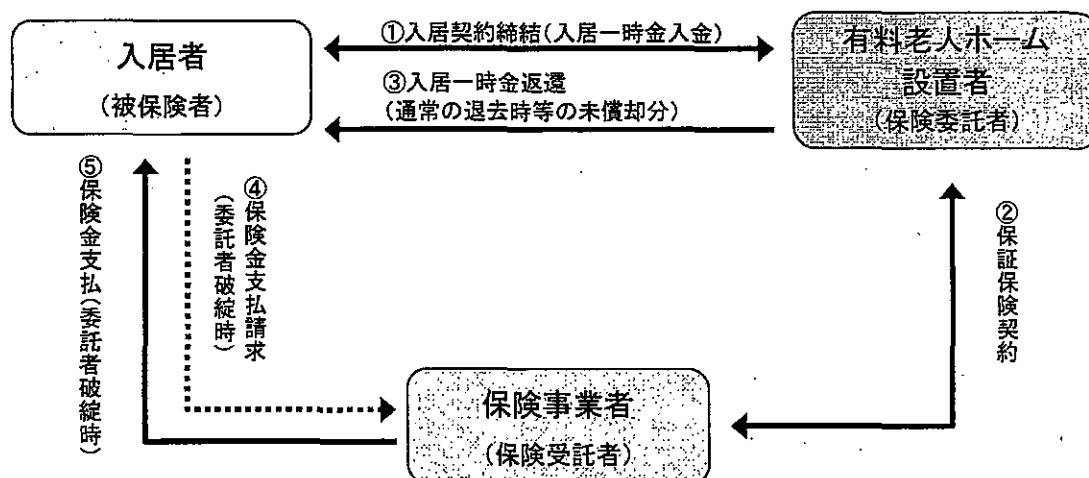 入居者
(被保険者)
①入居契約締結(入居一時金入金)
③入居一時金返還
(通常の退去時等の未償却分)
有料老人ホーム
設置者
(保険委託者)
⑤保険金支払(委託者破綻時)
④保険金支払請求
(委託者破綻時)
②保証保険契約
保険事業者
(保険受託者)